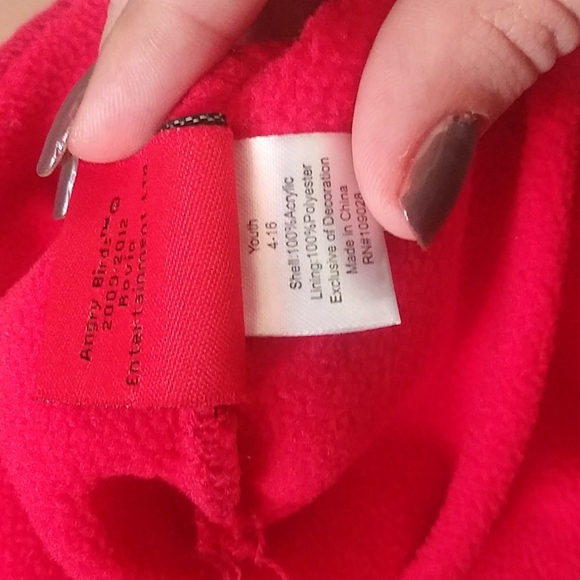 Angry Birds™ ©
2009-2012
Rovio
Entertainment Ltd
Youth
4-16
Shell:100%Acrylic
Lining:100%Polyester
Exclusive of Decoration
Made in China
RN#109028